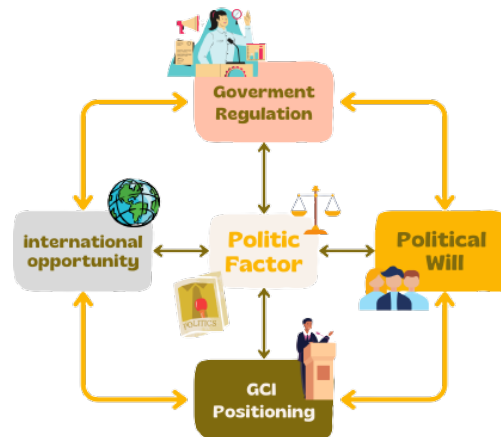 Goverment
Regulation
international
opportunity
Politic
Factor
Political
Will
POLITICS
GCI
Positioning